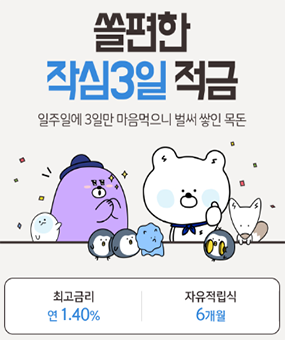 쏠편한
작심3일 적금
일주일에 3일만 마음먹으니 벌써 쌓인 목돈
최고금리
연 1.40%
자유적립식
6개월